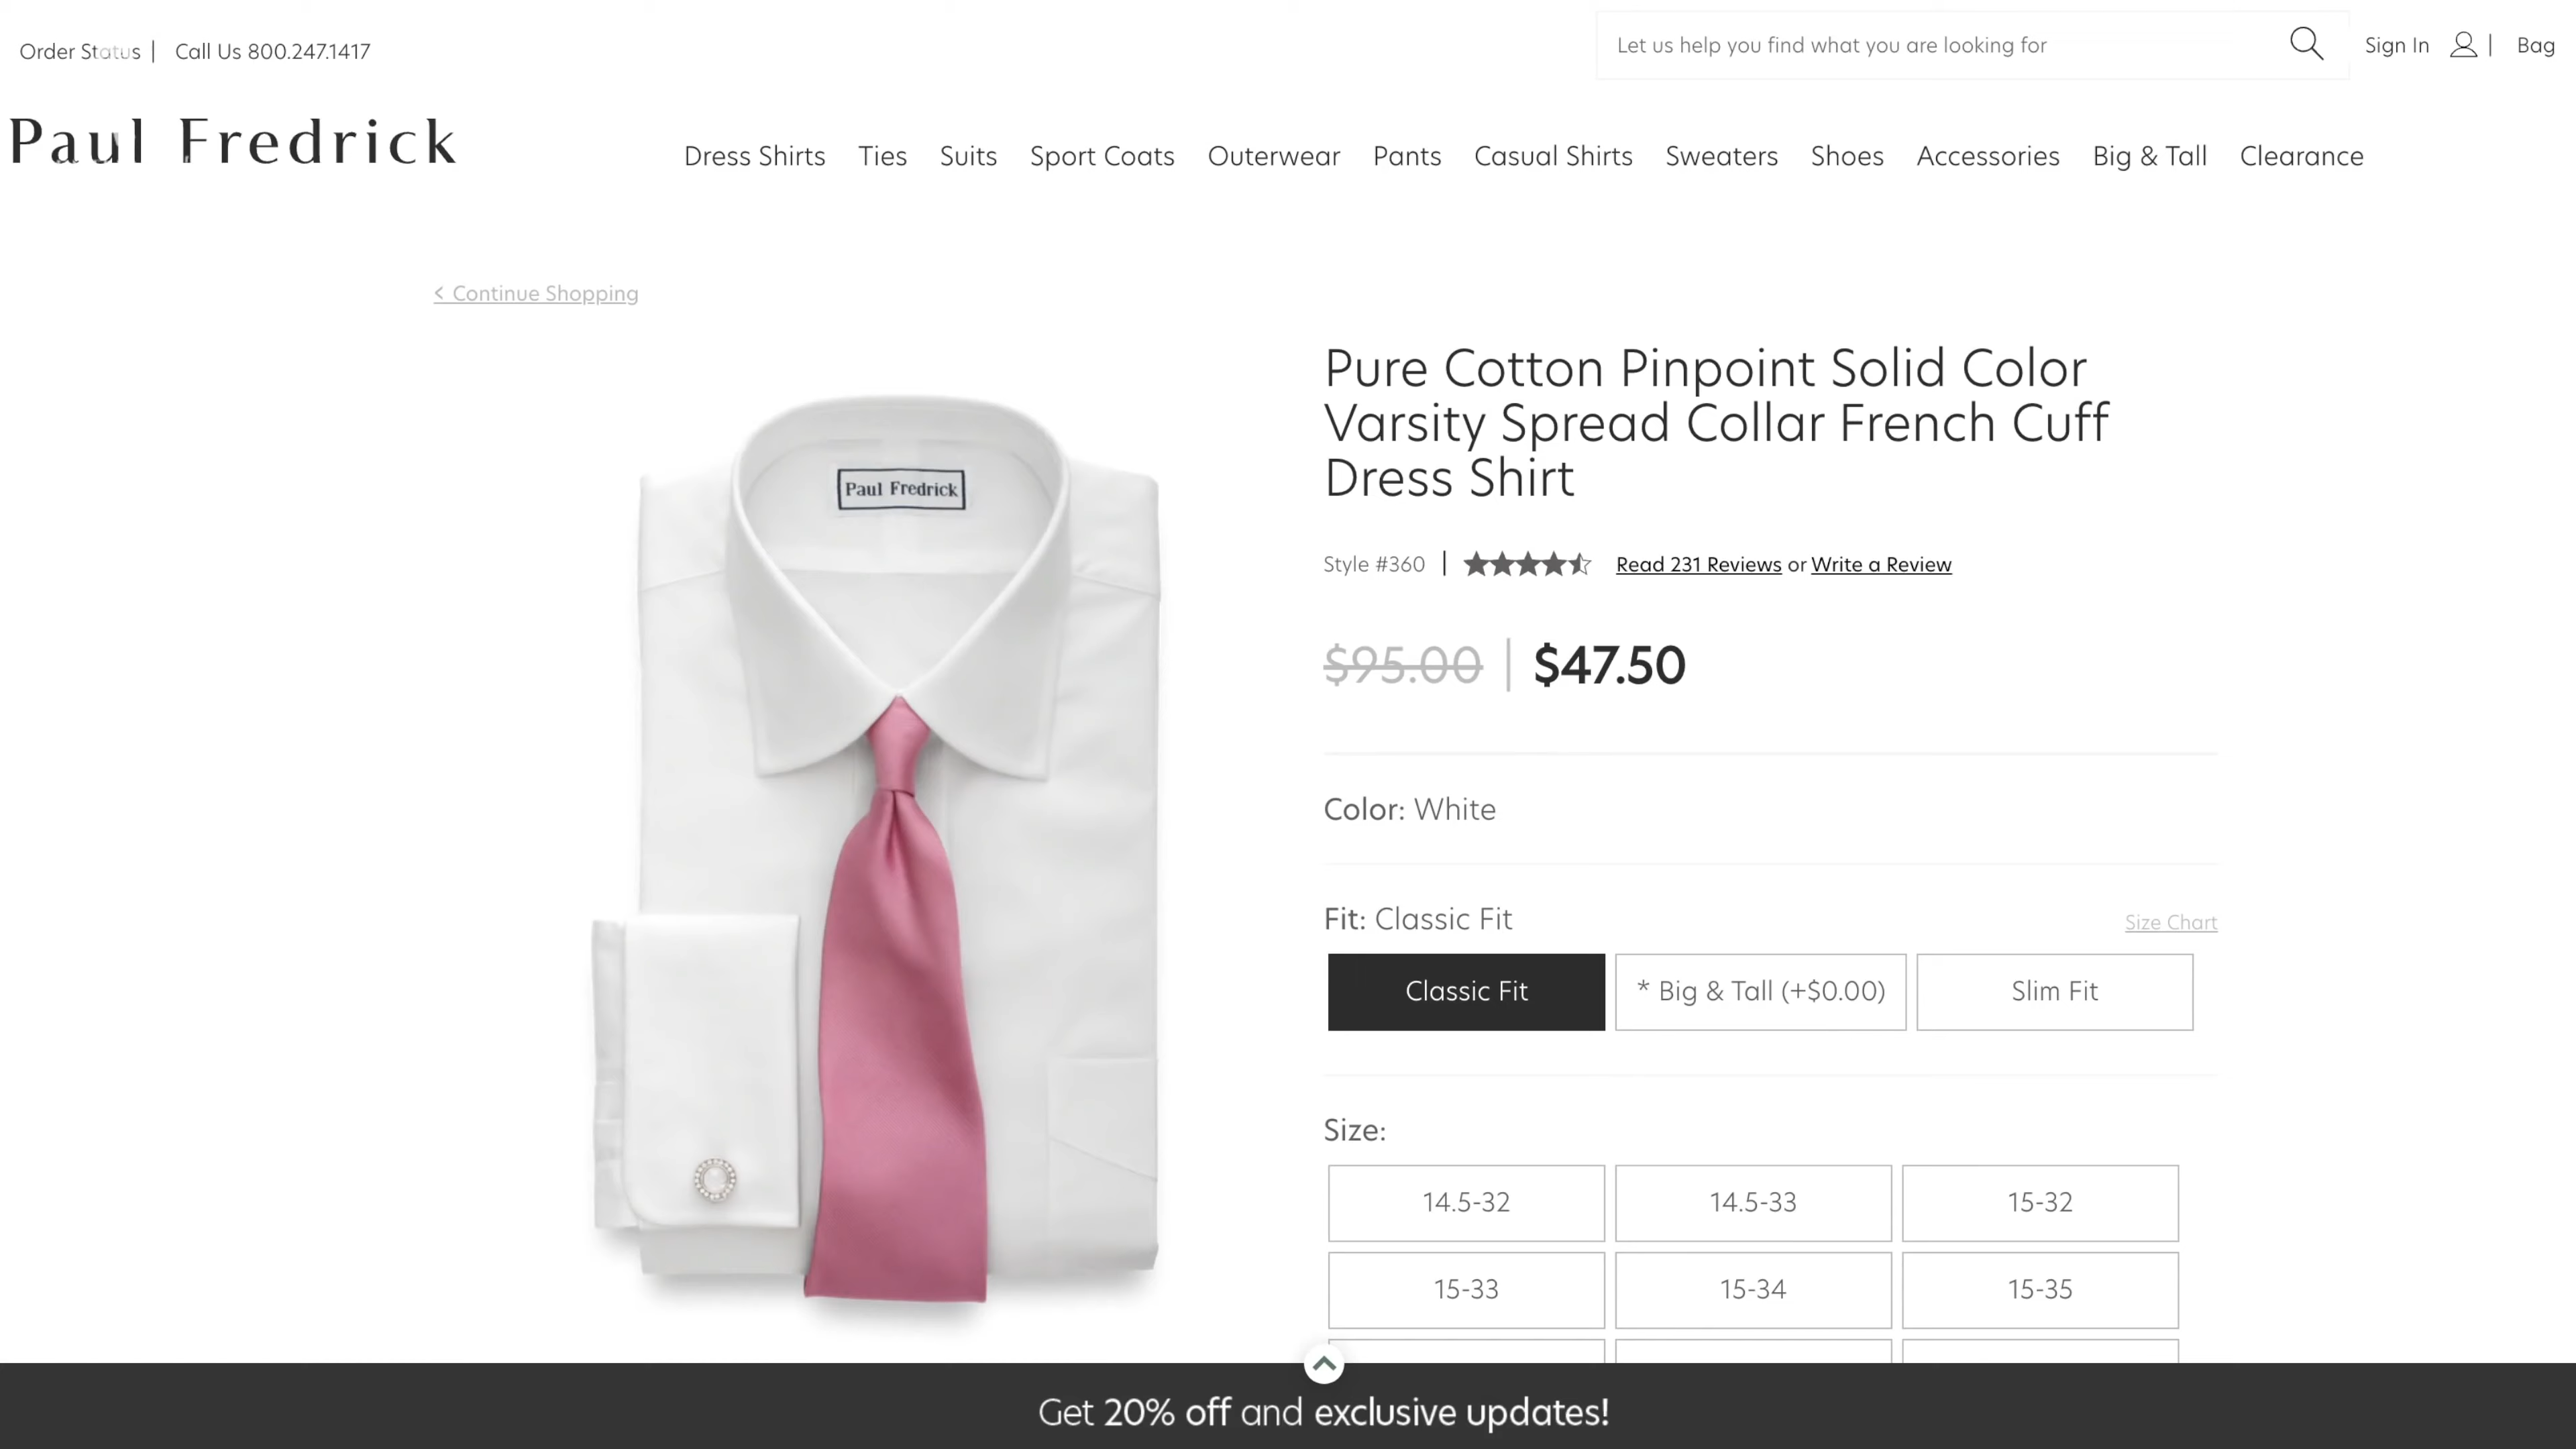 Order Status | Call Us 800.247.1417
Let us help you find what you are looking for
Sign In | Bag
Paul Fredrick
Dress Shirts Ties Suits Sport Coats Outerwear Pants Casual Shirts Sweaters Shoes Accessories Big & Tall Clearance
< Continue Shopping
Paul Fredrick
Pure Cotton Pinpoint Solid Color
Varsity Spread Collar French Cuff
Dress Shirt
Style #360 | Read 231 Reviews or Write a Review
$95.00 | $47.50
Color: White
Fit: Classic Fit
Size Chart
Classic Fit * Big & Tall (+$0.00) Slim Fit
Size:
14.5-32 14.5-33 15-32
15-33 15-34 15-35
Get 20% off and exclusive updates!